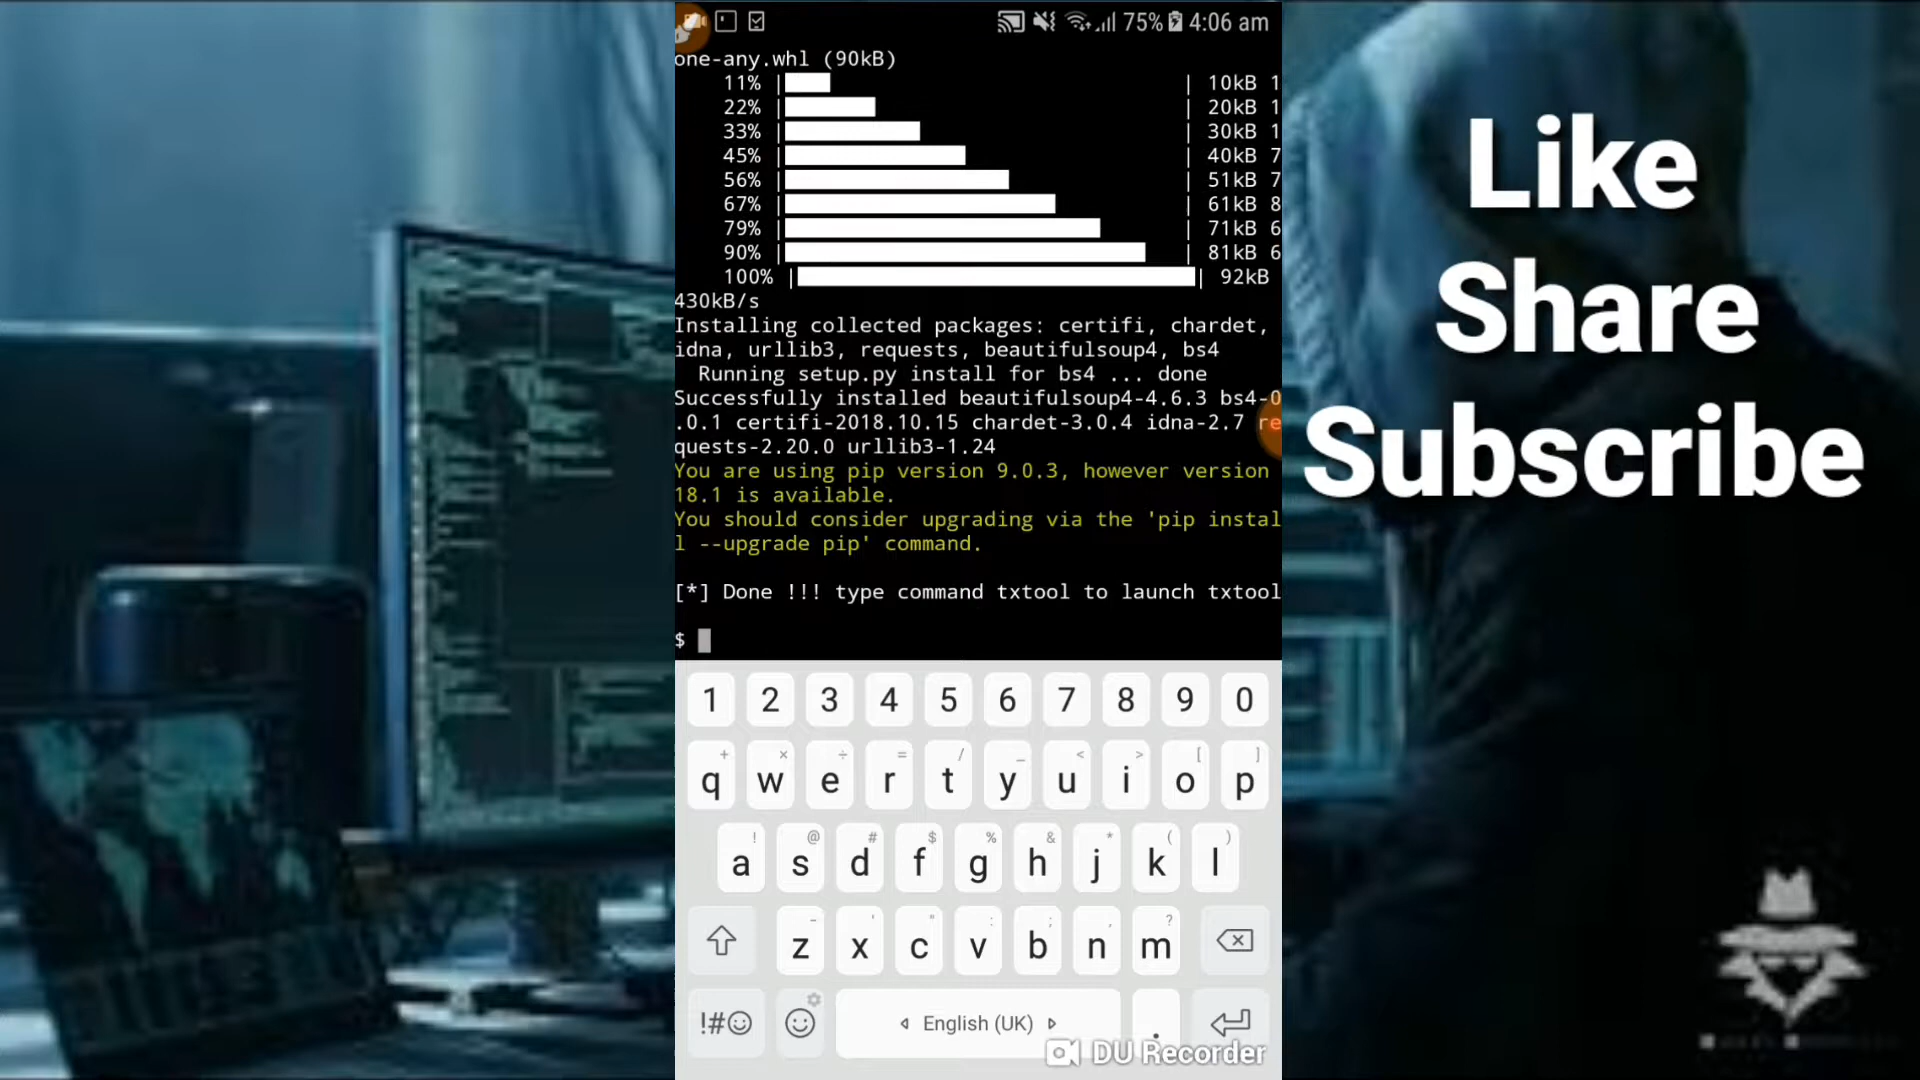 75% 4:06 am
one-any.whl (90kB)
11% | | 10kB 1
22% | | 20kB 1
33% | | 30kB 1
45% | | 40kB 7
56% | | 51kB 7
67% | | 61kB 8
79% | | 71kB 6
90% | | 81kB 6
100% | | 92kB
430kB/s
Installing collected packages: certifi, chardet,
idna, urllib3, requests, beautifulsoup4, bs4
Running setup.py install for bs4 ... done
Successfully installed beautifulsoup4-4.6.3 bs4-0
.0.1 certifi-2018.10.15 chardet-3.0.4 idna-2.7 re
quests-2.20.0 urllib3-1.24
You are using pip version 9.0.3, however version
18.1 is available.
You should consider upgrading via the 'pip instal
l --upgrade pip' command.
[*] Done !!! type command txtool to launch txtool
$
1 2 3 4 5 6 7 8 9 0
+ × ÷ = / _ < > [ ]
q w e r t y u i o p
! @ # $ % & * ( )
a s d f g h j k l
- ' " : ; , ?
z x c v b n m
!#☺ English (UK) .
DU Recorder
Like
Share
Subscribe